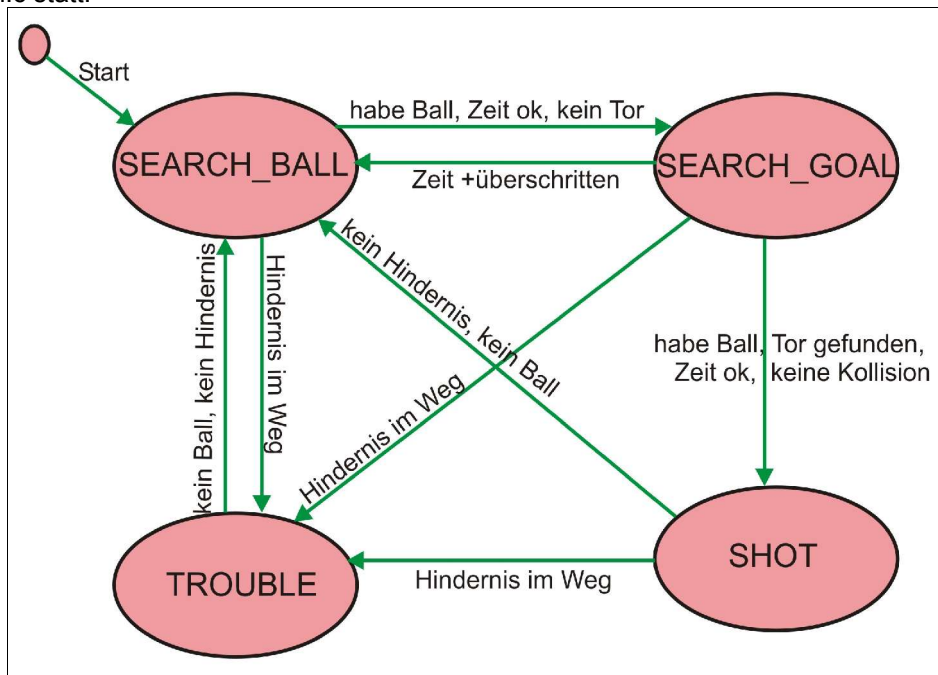 Start
habe Ball, Zeit ok, kein Tor
SEARCH_BALL
SEARCH_GOAL
Zeit +überschritten
kein Hindernis, kein Ball
kein Ball, kein Hindernis
Hindernis im Weg
habe Ball, Tor gefunden,
Zeit ok, keine Kollision
Hindernis im Weg
TROUBLE
SHOT
Hindernis im Weg